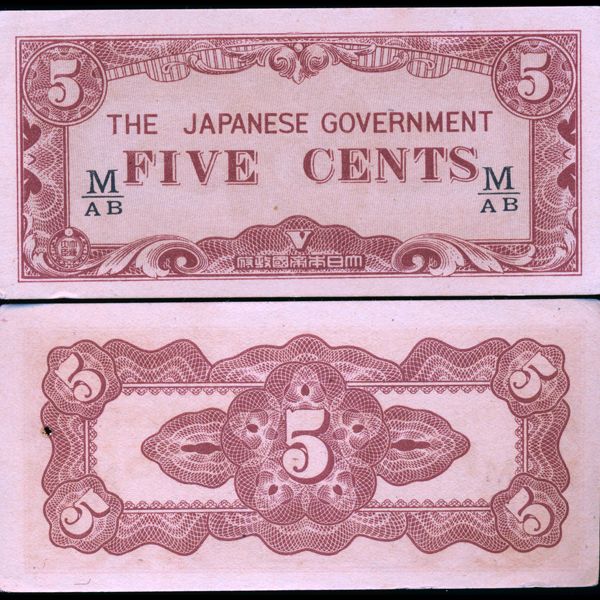 5 5
THE JAPANESE GOVERNMENT
FIVE CENTS
M/AB M/AB
V
大日本帝國政府
5 5
5
5 5